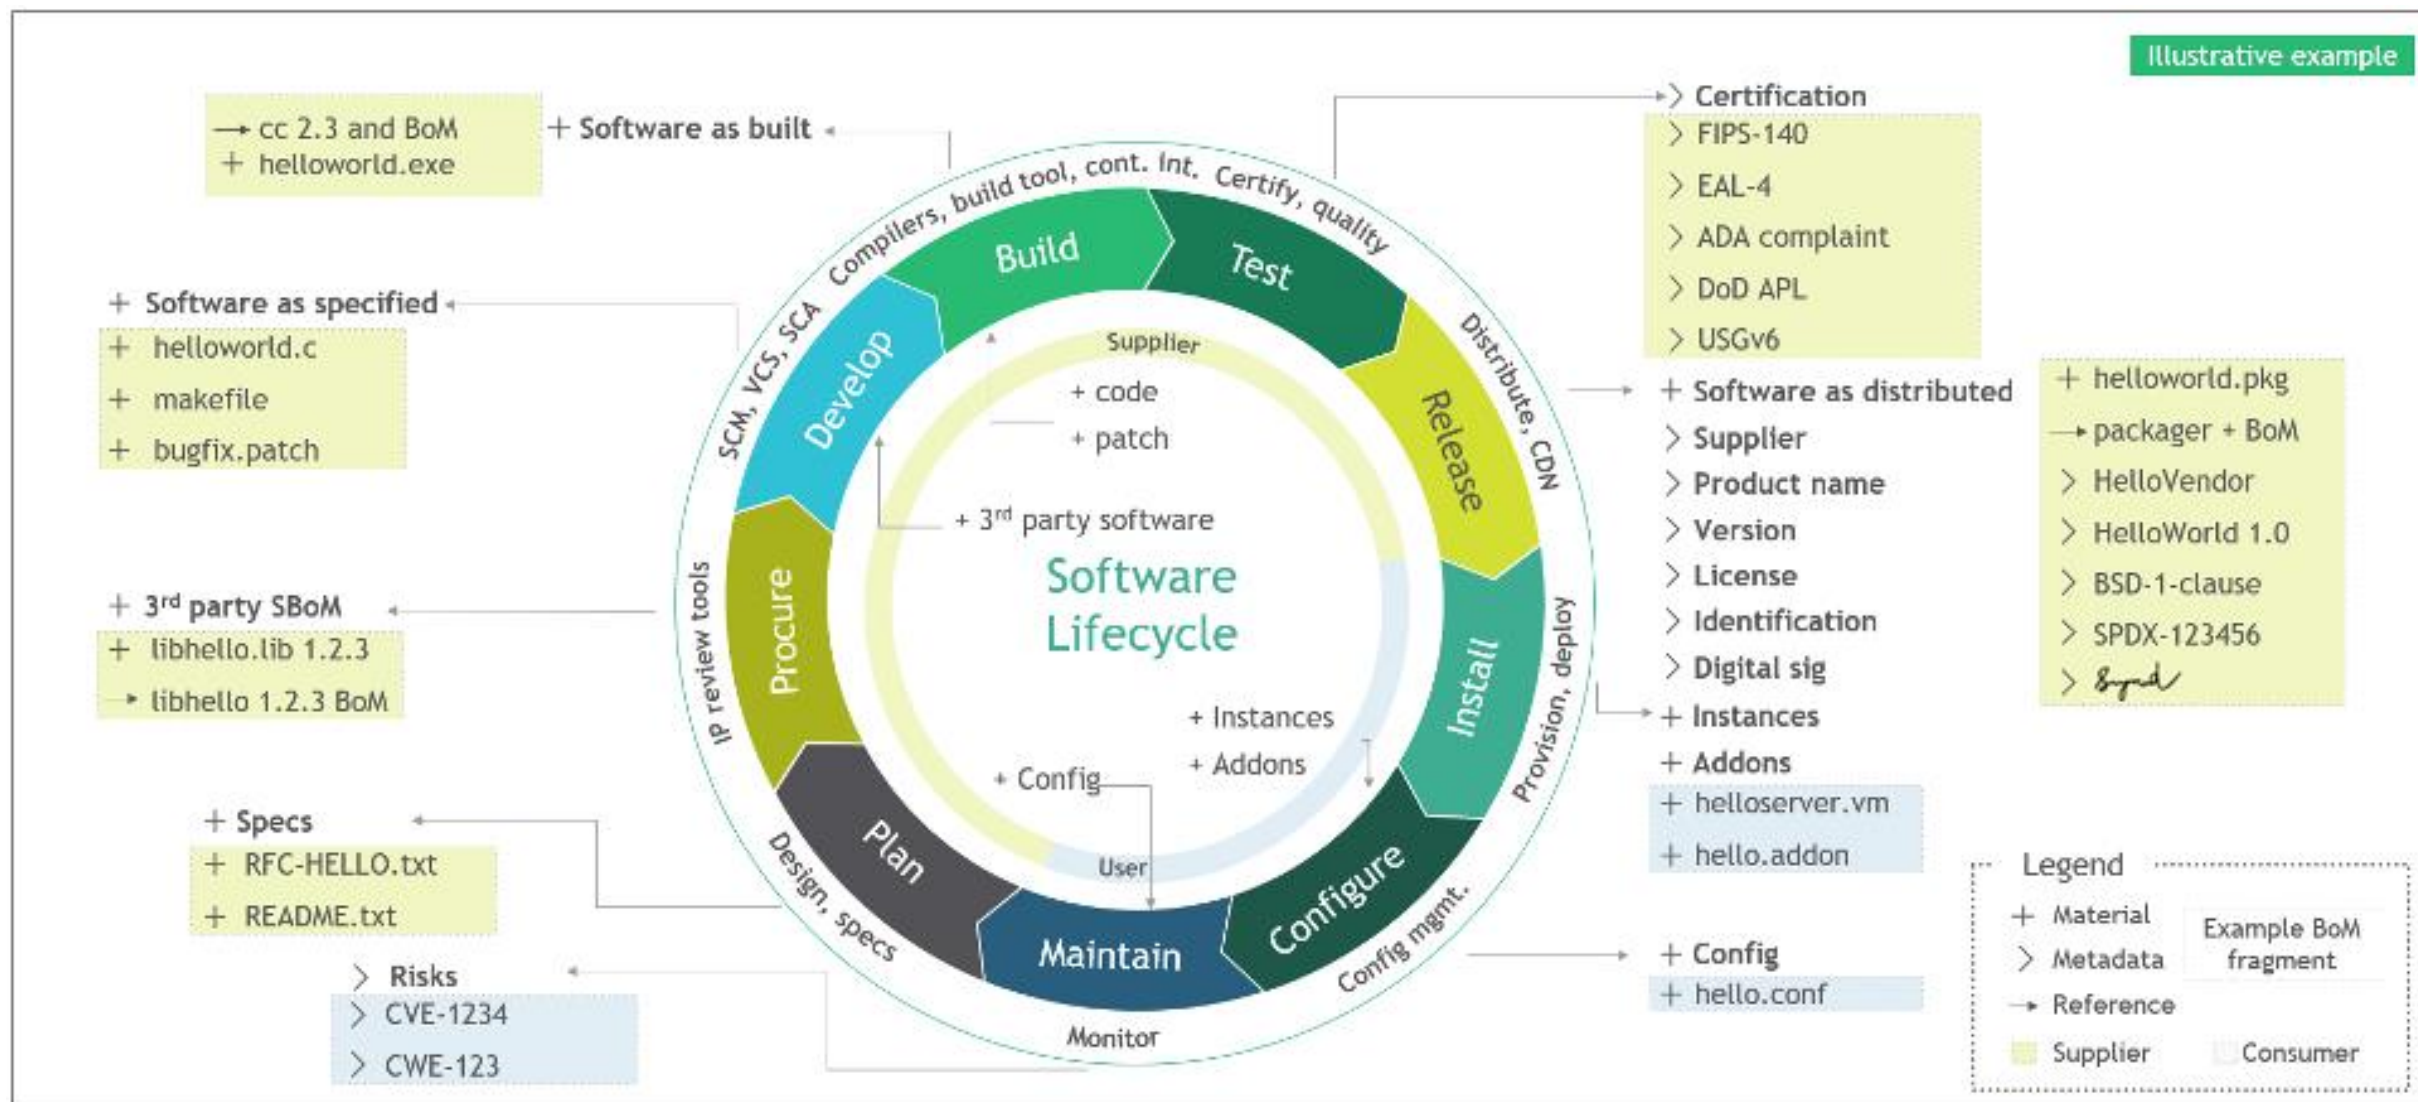 Illustrative example
→ cc 2.3 and BoM
+ helloworld.exe
+ Software as built
+ Software as specified
+ helloworld.c
+ makefile
+ bugfix.patch
+ 3rd party SBoM
+ libhello.lib 1.2.3
→ libhello 1.2.3 BoM
+ Specs
+ RFC-HELLO.txt
+ README.txt
> Risks
> CVE-1234
> CWE-123
Compilers, build tool, cont. int.
Certify, quality
Distribute, CDN
Provision, deploy
Config mgmt.
Monitor
Design, specs
IP review tools
SCM, VCS, SCA
Build
Test
Release
Install
Configure
Maintain
Plan
Procure
Develop
Supplier
+ code
+ patch
+ 3rd party software
Software
Lifecycle
+ Instances
+ Addons
+ Config
User
> Certification
> FIPS-140
> EAL-4
> ADA complaint
> DoD APL
> USGv6
+ Software as distributed
> Supplier
> Product name
> Version
> License
> Identification
> Digital sig
+ helloworld.pkg
→ packager + BoM
> HelloVendor
> HelloWorld 1.0
> BSD-1-clause
> SPDX-123456
>
+ Instances
+ Addons
+ helloserver.vm
+ hello.addon
+ Config
+ hello.conf
Legend
+ Material
> Metadata
→ Reference
Example BoM
fragment
Supplier
Consumer